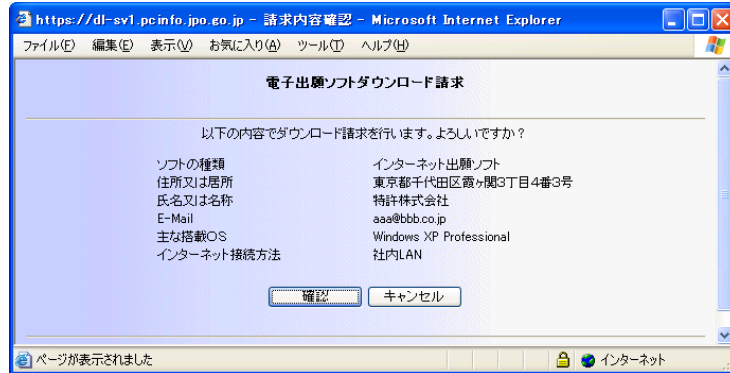 https://dl-sv1.pcinfo.jpo.go.jp - 請求内容確認 - Microsoft Internet Explorer
ファイル(F) 編集(E) 表示(V) お気に入り(A) ツール(T) ヘルプ(H)
電子出願ソフトダウンロード請求
以下の内容でダウンロード請求を行います。よろしいですか？
ソフトの種類 インターネット出願ソフト
住所又は居所 東京都千代田区霞ヶ関3丁目4番3号
氏名又は名称 特許株式会社
E-Mail aaa@bbb.co.jp
主な搭載OS Windows XP Professional
インターネット接続方法 社内LAN
確認 キャンセル
ページが表示されました インターネット